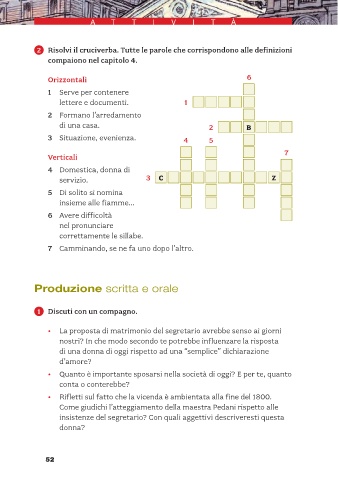 ATTIVITÀ
2 Risolvi il cruciverba. Tutte le parole che corrispondono alle definizioni
compaiono nel capitolo 4.
Orizzontali
1 Serve per contenere
lettere e documenti.
2 Formano l'arredamento
di una casa.
3 Situazione, evenienza.
Verticali
4 Domestica, donna di
servizio.
5 Di solito si nomina
insieme alle fiamme...
6 Avere difficoltà
nel pronunciare
correttamente le sillabe.
7 Camminando, se ne fa uno dopo l'altro.
6
1
2 B
4 5
7
3 C Z
Produzione scritta e orale
1 Discuti con un compagno.
• La proposta di matrimonio del segretario avrebbe senso ai giorni
nostri? In che modo secondo te potrebbe influenzare la risposta
di una donna di oggi rispetto ad una "semplice" dichiarazione
d'amore?
• Quanto è importante sposarsi nella società di oggi? E per te, quanto
conta o conterebbe?
• Rifletti sul fatto che la vicenda è ambientata alla fine del 1800.
Come giudichi l'atteggiamento della maestra Pedani rispetto alle
insistenze del segretario? Con quali aggettivi descriveresti questa
donna?
52